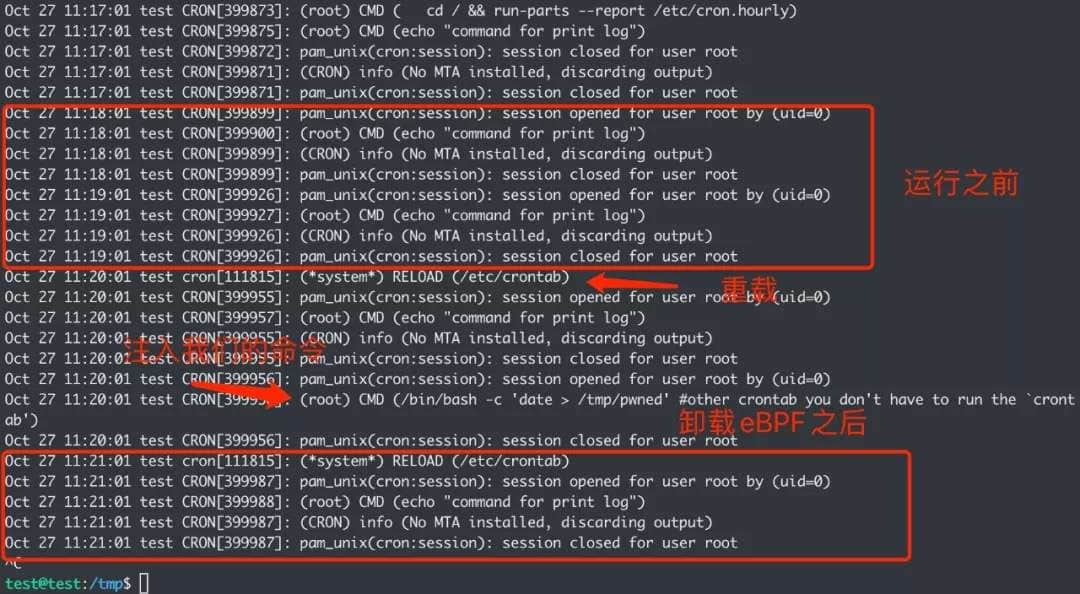 Oct 27 11:17:01 test CRON[399873]: (root) CMD (   cd / && run-parts --report /etc/cron.hourly)
Oct 27 11:17:01 test CRON[399875]: (root) CMD (echo "command for print log")
Oct 27 11:17:01 test CRON[399872]: pam_unix(cron:session): session closed for user root
Oct 27 11:17:01 test CRON[399871]: (CRON) info (No MTA installed, discarding output)
Oct 27 11:17:01 test CRON[399871]: pam_unix(cron:session): session closed for user root
Oct 27 11:18:01 test CRON[399899]: pam_unix(cron:session): session opened for user root by (uid=0)
Oct 27 11:18:01 test CRON[399900]: (root) CMD (echo "command for print log")
Oct 27 11:18:01 test CRON[399899]: (CRON) info (No MTA installed, discarding output)
Oct 27 11:18:01 test CRON[399899]: pam_unix(cron:session): session closed for user root
运行之前
Oct 27 11:19:01 test CRON[399926]: pam_unix(cron:session): session opened for user root by (uid=0)
Oct 27 11:19:01 test CRON[399927]: (root) CMD (echo "command for print log")
Oct 27 11:19:01 test CRON[399926]: (CRON) info (No MTA installed, discarding output)
Oct 27 11:19:01 test CRON[399926]: pam_unix(cron:session): session closed for user root
Oct 27 11:20:01 test cron[111815]: (*system*) RELOAD (/etc/crontab)
重载
Oct 27 11:20:01 test CRON[399955]: pam_unix(cron:session): session opened for user root by (uid=0)
Oct 27 11:20:01 test CRON[399957]: (root) CMD (echo "command for print log")
Oct 27 11:20:01 test CRON[399955]: (CRON) info (No MTA installed, discarding output)
注入我们的命令
Oct 27 11:20:01 test CRON[399955]: pam_unix(cron:session): session closed for user root
Oct 27 11:20:01 test CRON[399956]: pam_unix(cron:session): session opened for user root by (uid=0)
Oct 27 11:20:01 test (root) CMD (/bin/bash -c 'date > /tmp/pwned' #other crontab you don't have to run the `cront
ab')
卸载eBPF之后
Oct 27 11:20:01 test CRON[399956]: pam_unix(cron:session): session closed for user root
Oct 27 11:21:01 test cron[111815]: (*system*) RELOAD (/etc/crontab)
Oct 27 11:21:01 test CRON[399987]: pam_unix(cron:session): session opened for user root by (uid=0)
Oct 27 11:21:01 test CRON[399988]: (root) CMD (echo "command for print log")
Oct 27 11:21:01 test CRON[399987]: (CRON) info (No MTA installed, discarding output)
Oct 27 11:21:01 test CRON[399987]: pam_unix(cron:session): session closed for user root
^C
test@test:/tmp$